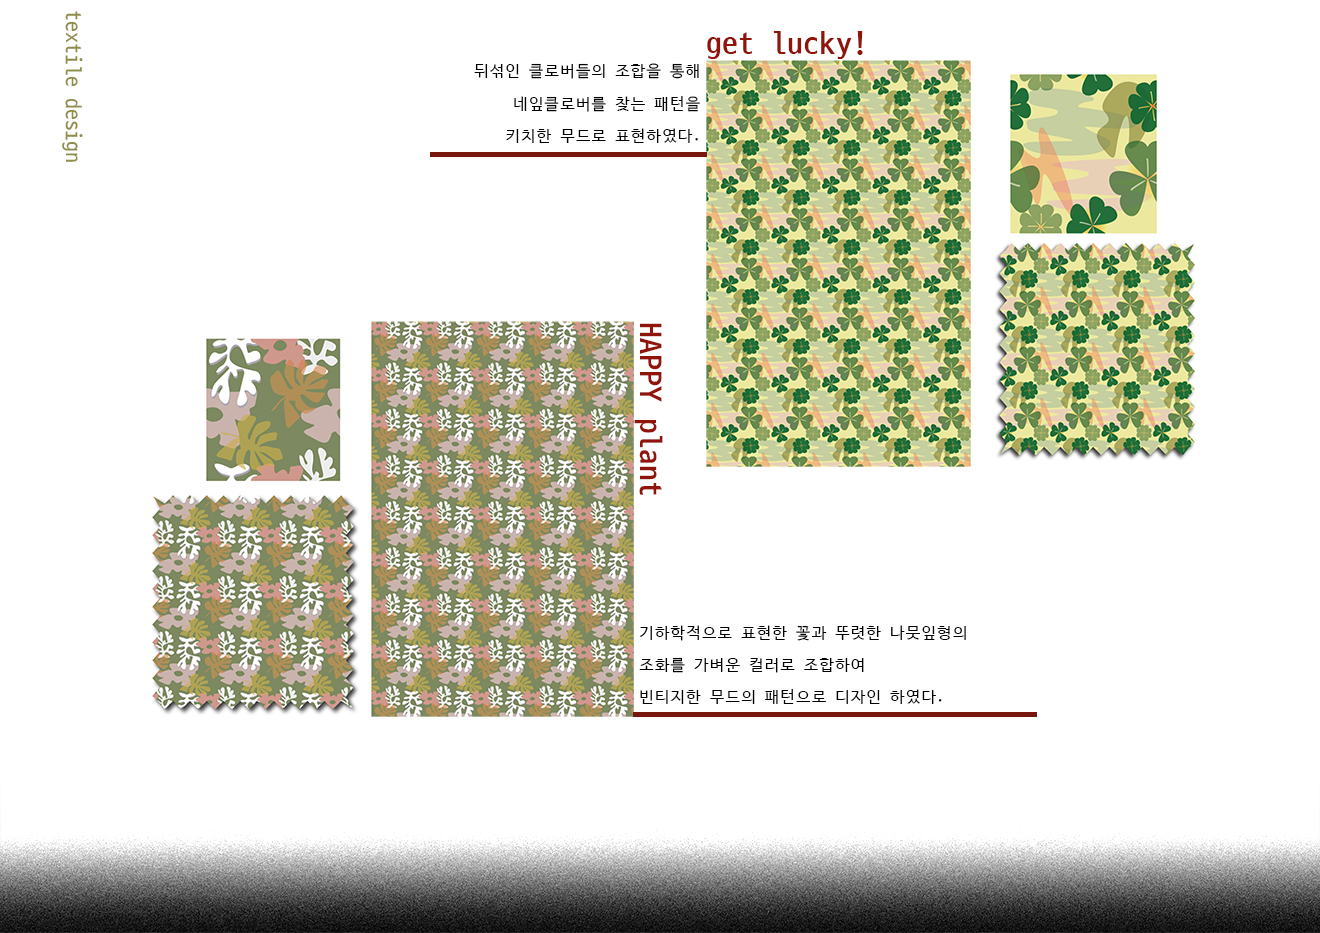 textile design
get lucky!
뒤섞인 클로버들의 조합을 통해
네잎클로버를 찾는 패턴을
키치한 무드로 표현하였다.
HAPPY plant
기하학적으로 표현한 꽃과 뚜렷한 나뭇잎형의
조화를 가벼운 컬러로 조합하여
빈티지한 무드의 패턴으로 디자인 하였다.